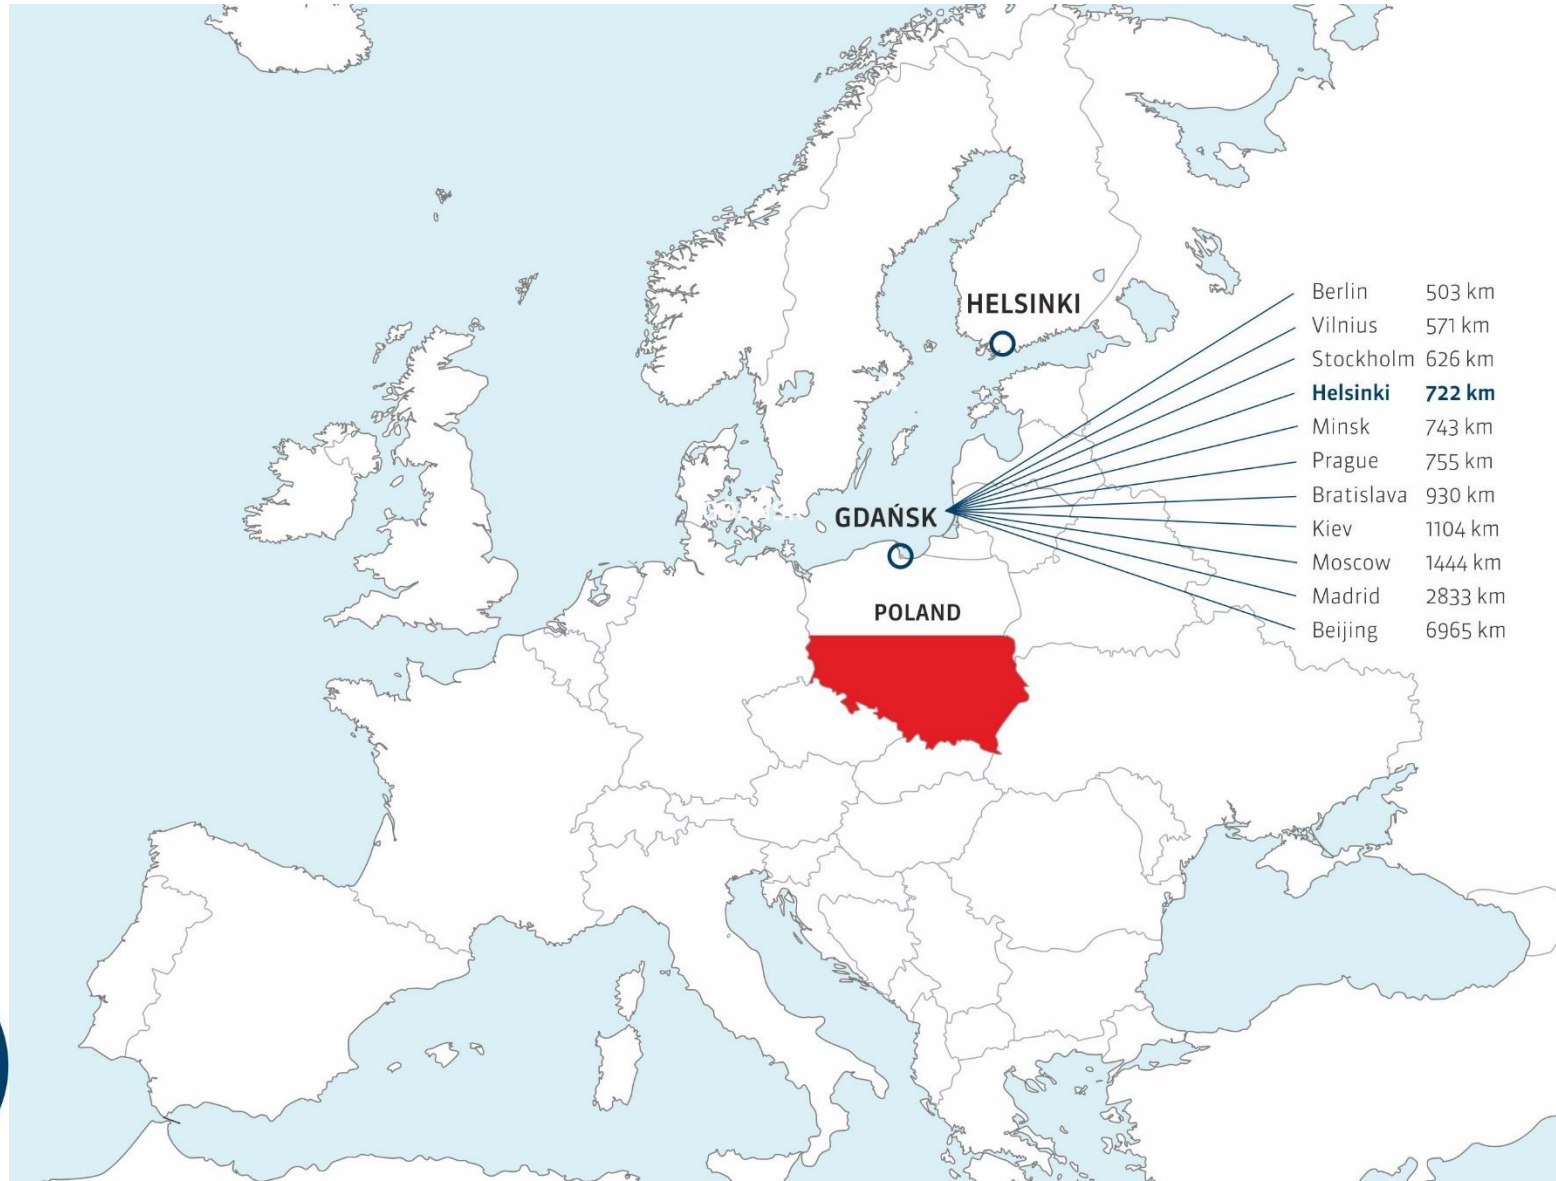 HELSINKI
GDAŃSK
POLAND
Berlin 503 km
Vilnius 571 km
Stockholm 626 km
Helsinki 722 km
Minsk 743 km
Prague 755 km
Bratislava 930 km
Kiev 1104 km
Moscow 1444 km
Madrid 2833 km
Beijing 6965 km